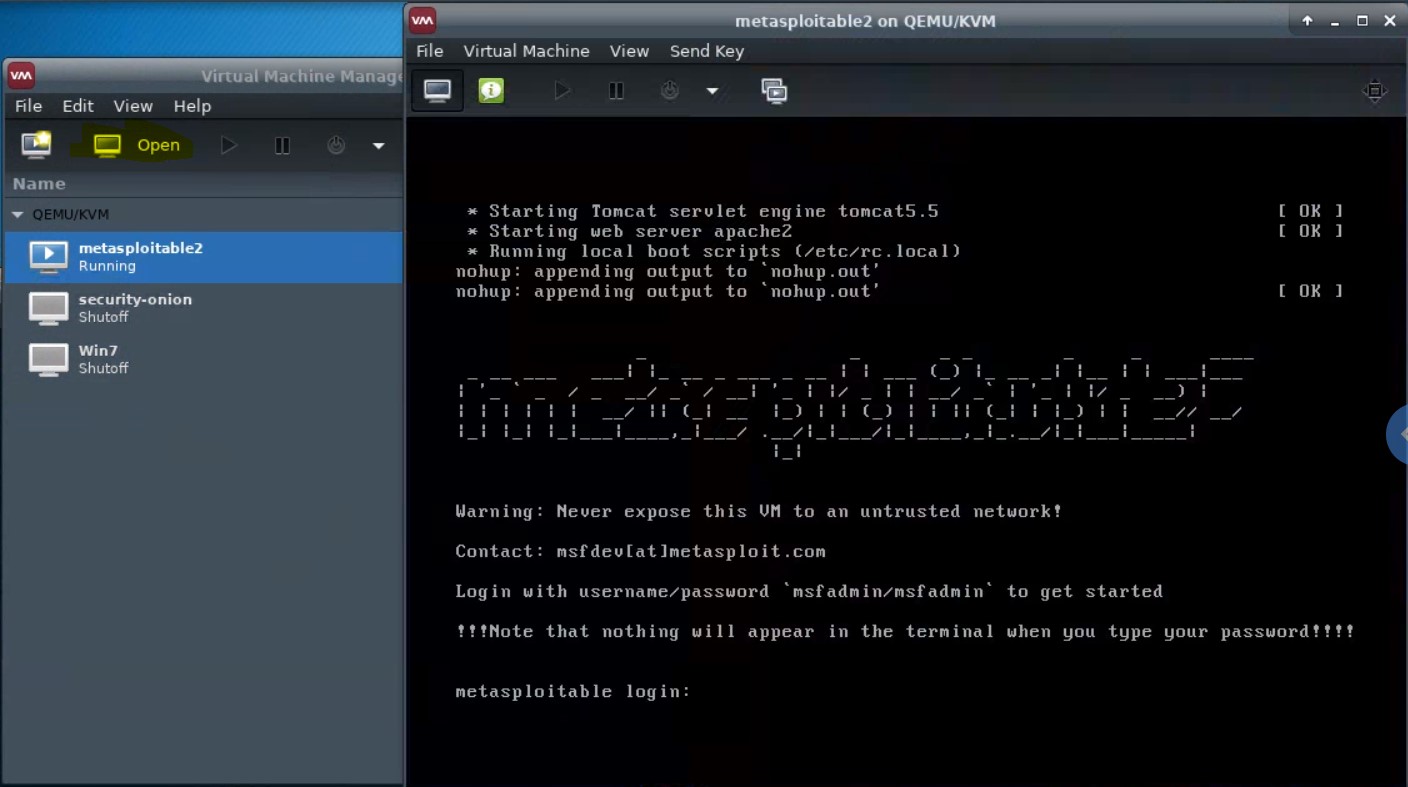 Virtual Machine Manage
File Edit View Help
Open
Name
QEMU/KVM
metasploitable2
Running
security-onion
Shutoff
Win7
Shutoff
metasploitable2 on QEMU/KVM
File Virtual Machine View Send Key
* Starting Tomcat servlet engine tomcat5.5 [ OK ]
* Starting web server apache2 [ OK ]
* Running local boot scripts (/etc/rc.local)
nohup: appending output to `nohup.out'
nohup: appending output to `nohup.out' [ OK ]
metasploitable2
Warning: Never expose this VM to an untrusted network!
Contact: msfdev[at]metasploit.com
Login with username/password `msfadmin/msfadmin` to get started
!!!Note that nothing will appear in the terminal when you type your password!!!!
metasploitable login: